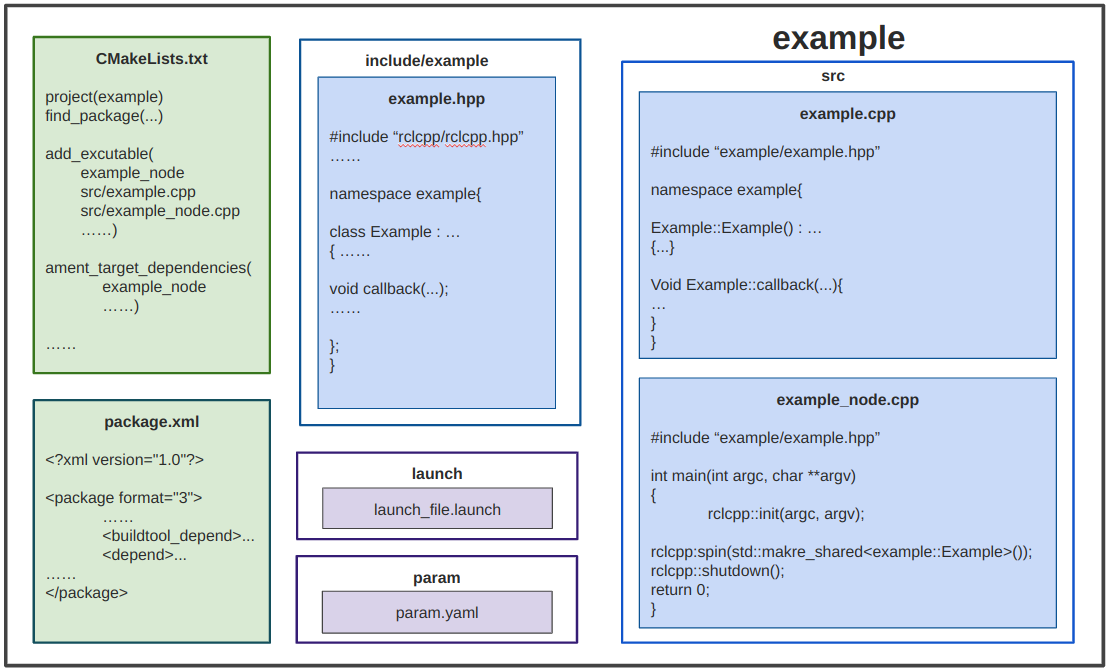 example
CMakeLists.txt
project(example)
find_package(...)
add_excutable(
example_node
src/example.cpp
src/example_node.cpp
……)
ament_target_dependencies(
example_node
……)
……
package.xml
<?xml version="1.0"?>
<package format="3">
……
<buildtool_depend>...
<depend>...
……
</package>
include/example
example.hpp
#include “rclcpp/rclcpp.hpp”
……
namespace example{
class Example : …
{ ……
void callback(...);
……
};
}
launch
launch_file.launch
param
param.yaml
src
example.cpp
#include “example/example.hpp”
namespace example{
Example::Example() : …
{...}
Void Example::callback(...){
…
}
}
example_node.cpp
#include “example/example.hpp”
int main(int argc, char **argv)
{
rclcpp::init(argc, argv);
rclcpp:spin(std::makre_shared<example::Example>());
rclcpp::shutdown();
return 0;
}